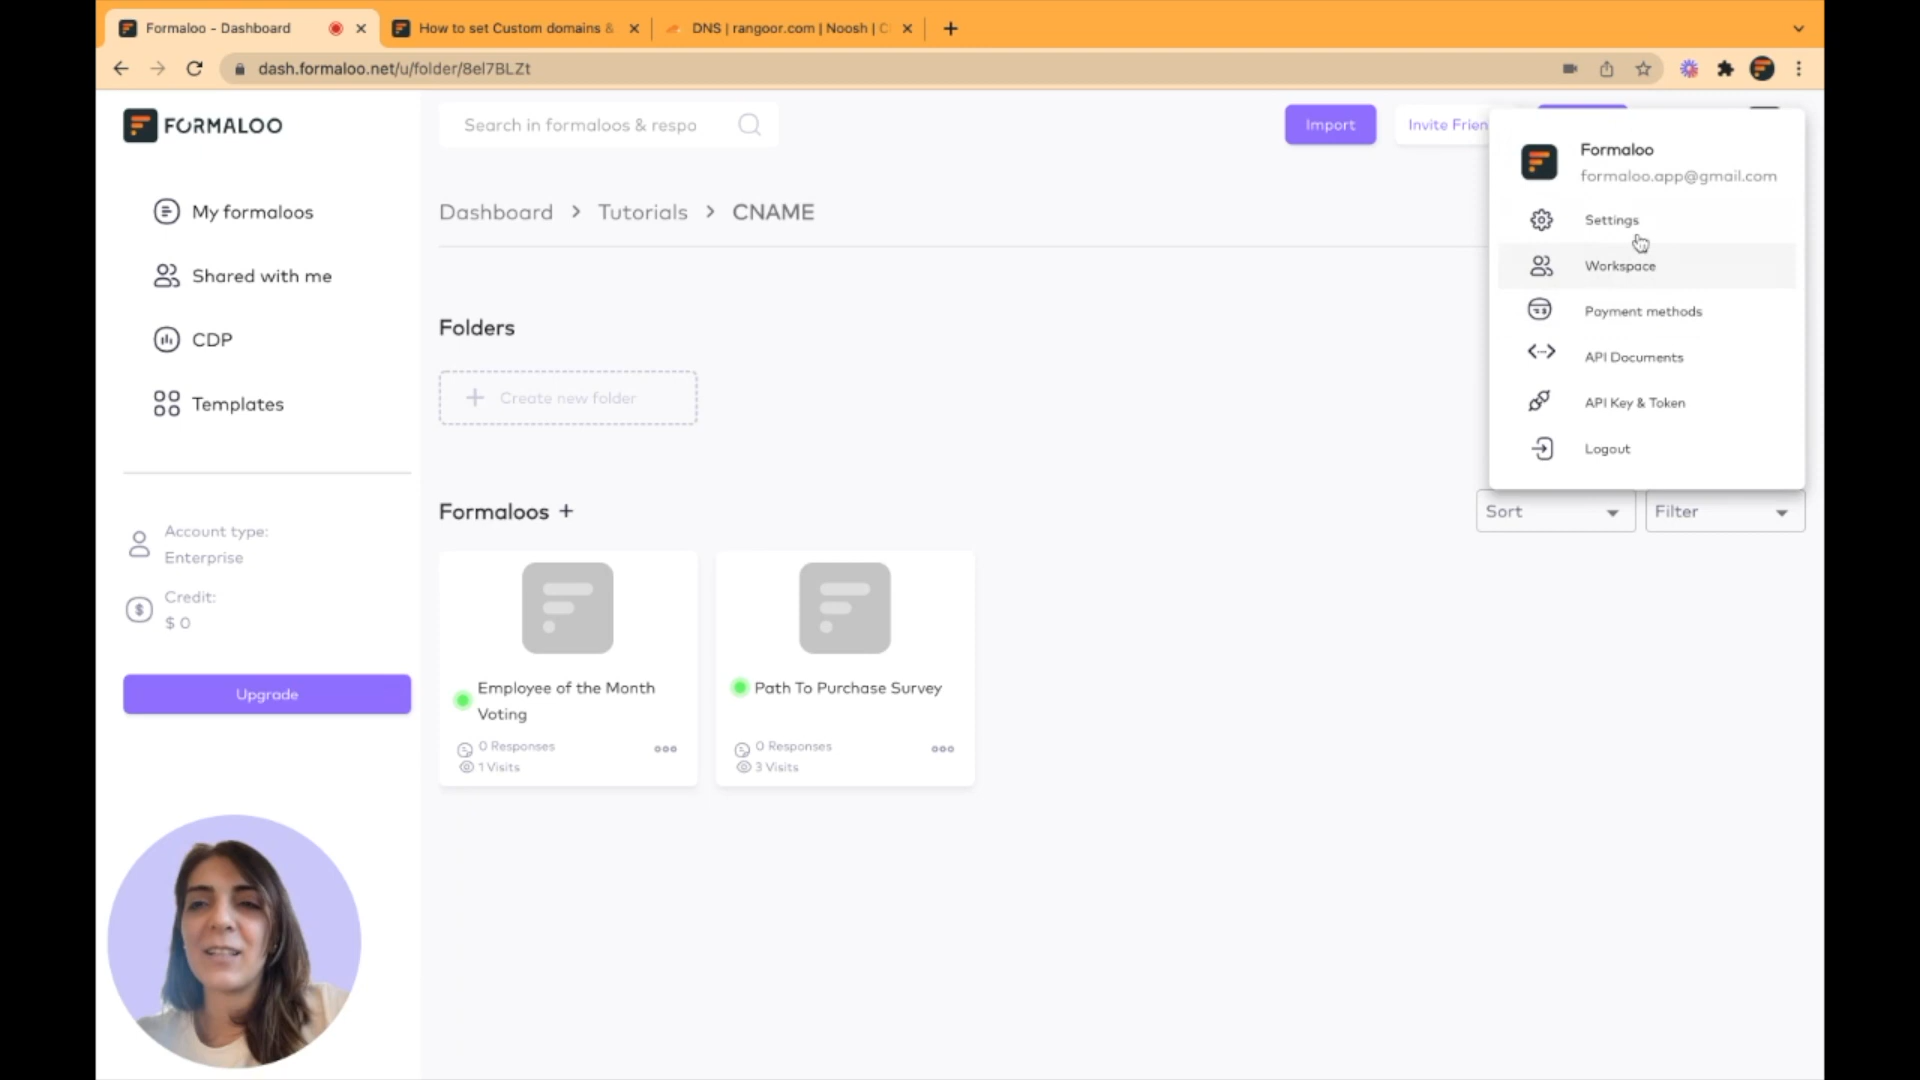 Formaloo - Dashboard
How to set Custom domains &
DNS | rangoor.com | Noosh | C
dash.formaloo.net/u/folder/8el7BLZt
FORMALOO
Search in formaloos & respo
Import
Invite Frien
Formaloo
formaloo.app@gmail.com
Settings
Workspace
Payment methods
API Documents
API Key & Token
Logout
My formaloos
Shared with me
CDP
Templates
Account type:
Enterprise
Credit:
$ 0
Upgrade
Dashboard > Tutorials > CNAME
Folders
+ Create new folder
Formaloos +
Sort
Filter
Employee of the Month
Voting
0 Responses
1 Visits
Path To Purchase Survey
0 Responses
3 Visits